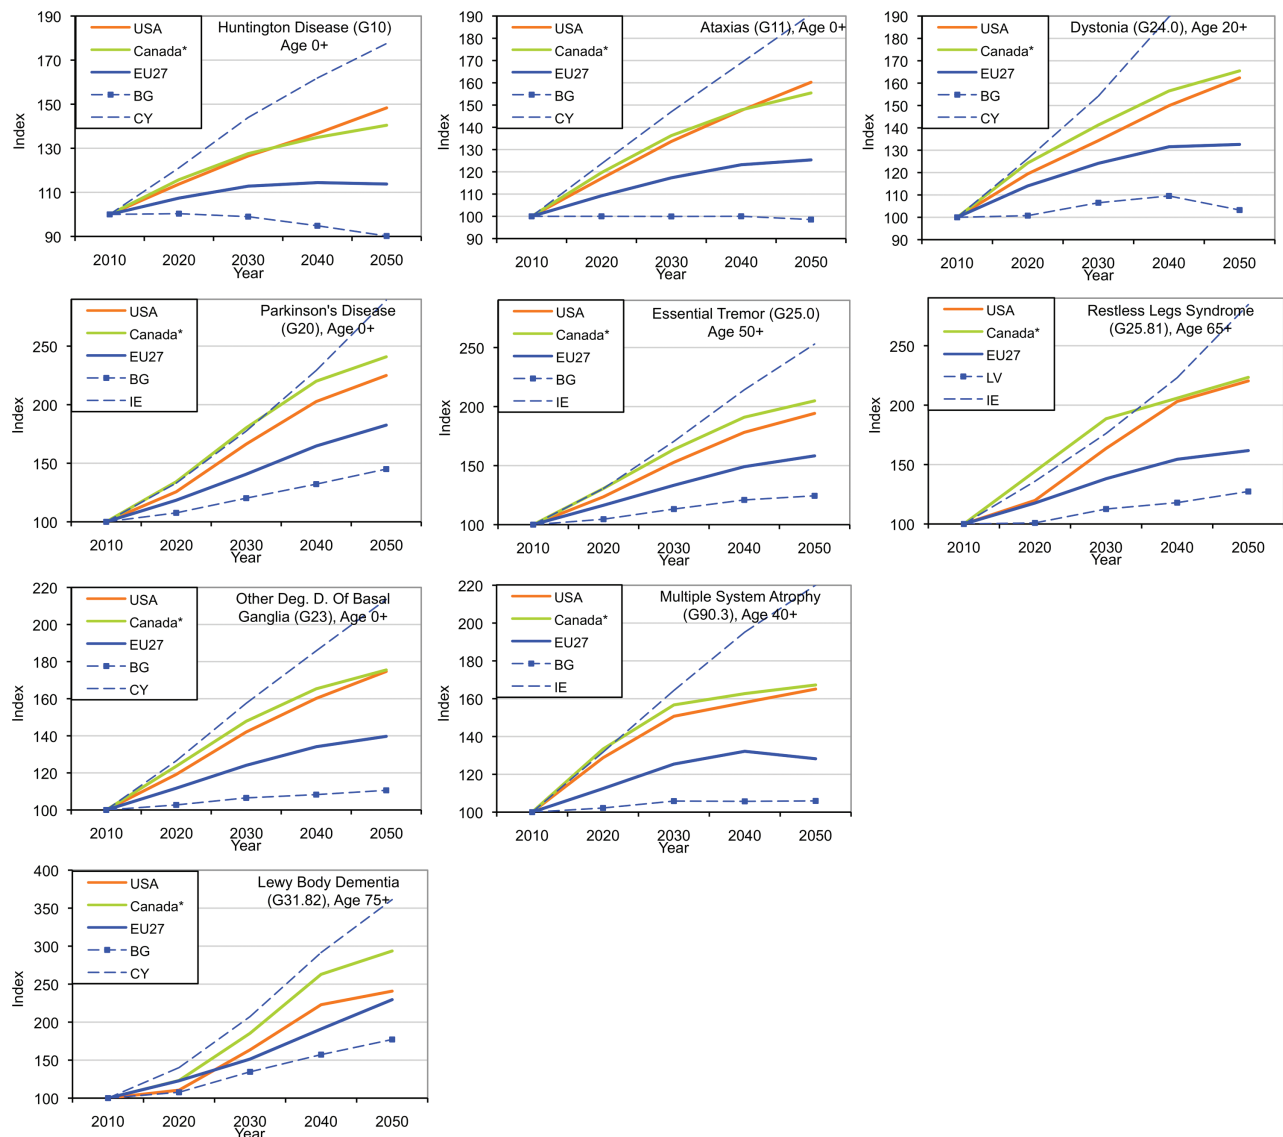 Huntington Disease (G10)
Age 0+
USA
Canada*
EU27
BG
CY
190
170
150
130
110
90
Index
2010 2020 2030 2040 2050
Year
Ataxias (G11), Age 0+
USA
Canada*
EU27
BG
CY
190
180
170
160
150
140
130
120
110
100
90
Index
2010 2020 2030 2040 2050
Year
Dystonia (G24.0), Age 20+
USA
Canada*
EU27
BG
CY
190
180
170
160
150
140
130
120
110
100
90
Index
2010 2020 2030 2040 2050
Year
Parkinson's Disease
(G20), Age 0+
USA
Canada*
EU27
BG
IE
250
200
150
100
Index
2010 2020 2030 2040 2050
Year
Essential Tremor (G25.0)
Age 50+
USA
Canada*
EU27
BG
IE
250
200
150
100
Index
2010 2020 2030 2040 2050
Year
Restless Legs Syndrome
(G25.81), Age 65+
USA
Canada*
EU27
LV
IE
250
200
150
100
Index
2010 2020 2030 2040 2050
Year
Other Deg. D. Of Basal
Ganglia (G23), Age 0+
USA
Canada*
EU27
BG
CY
220
200
180
160
140
120
100
Index
2010 2020 2030 2040 2050
Year
Multiple System Atrophy
(G90.3), Age 40+
USA
Canada*
EU27
BG
IE
220
200
180
160
140
120
100
Index
2010 2020 2030 2040 2050
Year
Lewy Body Dementia
(G31.82), Age 75+
USA
Canada*
EU27
BG
CY
400
350
300
250
200
150
100
Index
2010 2020 2030 2040 2050
Year